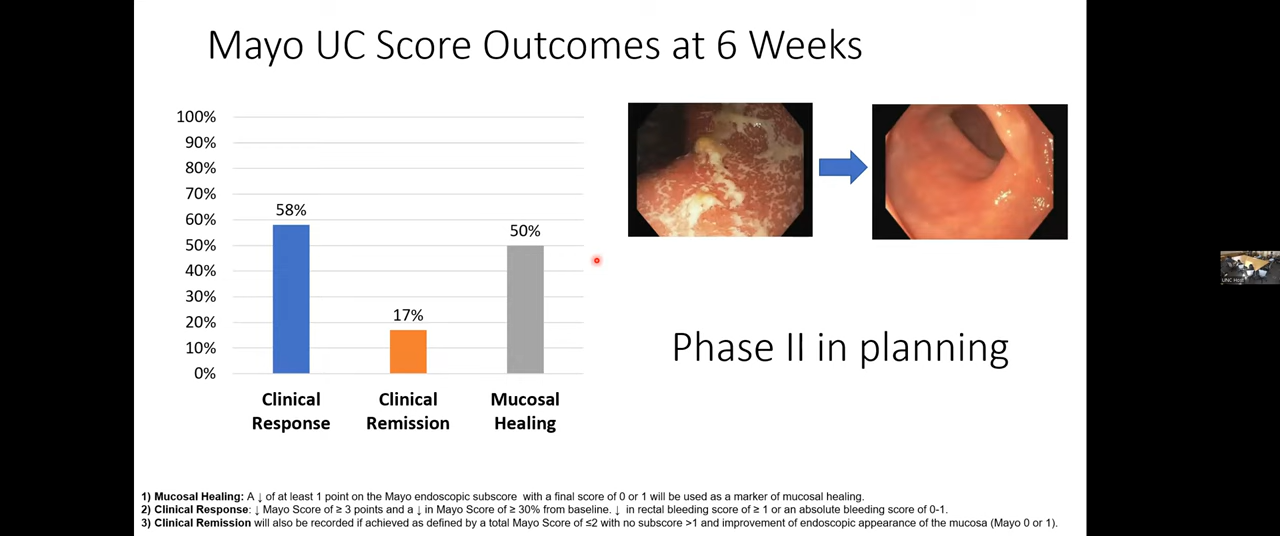 Mayo UC Score Outcomes at 6 Weeks
100%
90%
80%
70%
60%
50%
40%
30%
20%
10%
0%
58%
17%
50%
Clinical
Response
Clinical
Remission
Mucosal
Healing
Phase II in planning
1) Mucosal Healing: A ↓ of at least 1 point on the Mayo endoscopic subscore with a final score of 0 or 1 will be used as a marker of mucosal healing.
2) Clinical Response: ↓ Mayo Score of ≥ 3 points and a ↓ in Mayo Score of ≥ 30% from baseline. ↓ in rectal bleeding score of ≥ 1 or an absolute bleeding score of 0-1.
3) Clinical Remission will also be recorded if achieved as defined by a total Mayo Score of ≤2 with no subscore >1 and improvement of endoscopic appearance of the mucosa (Mayo 0 or 1).
UNC